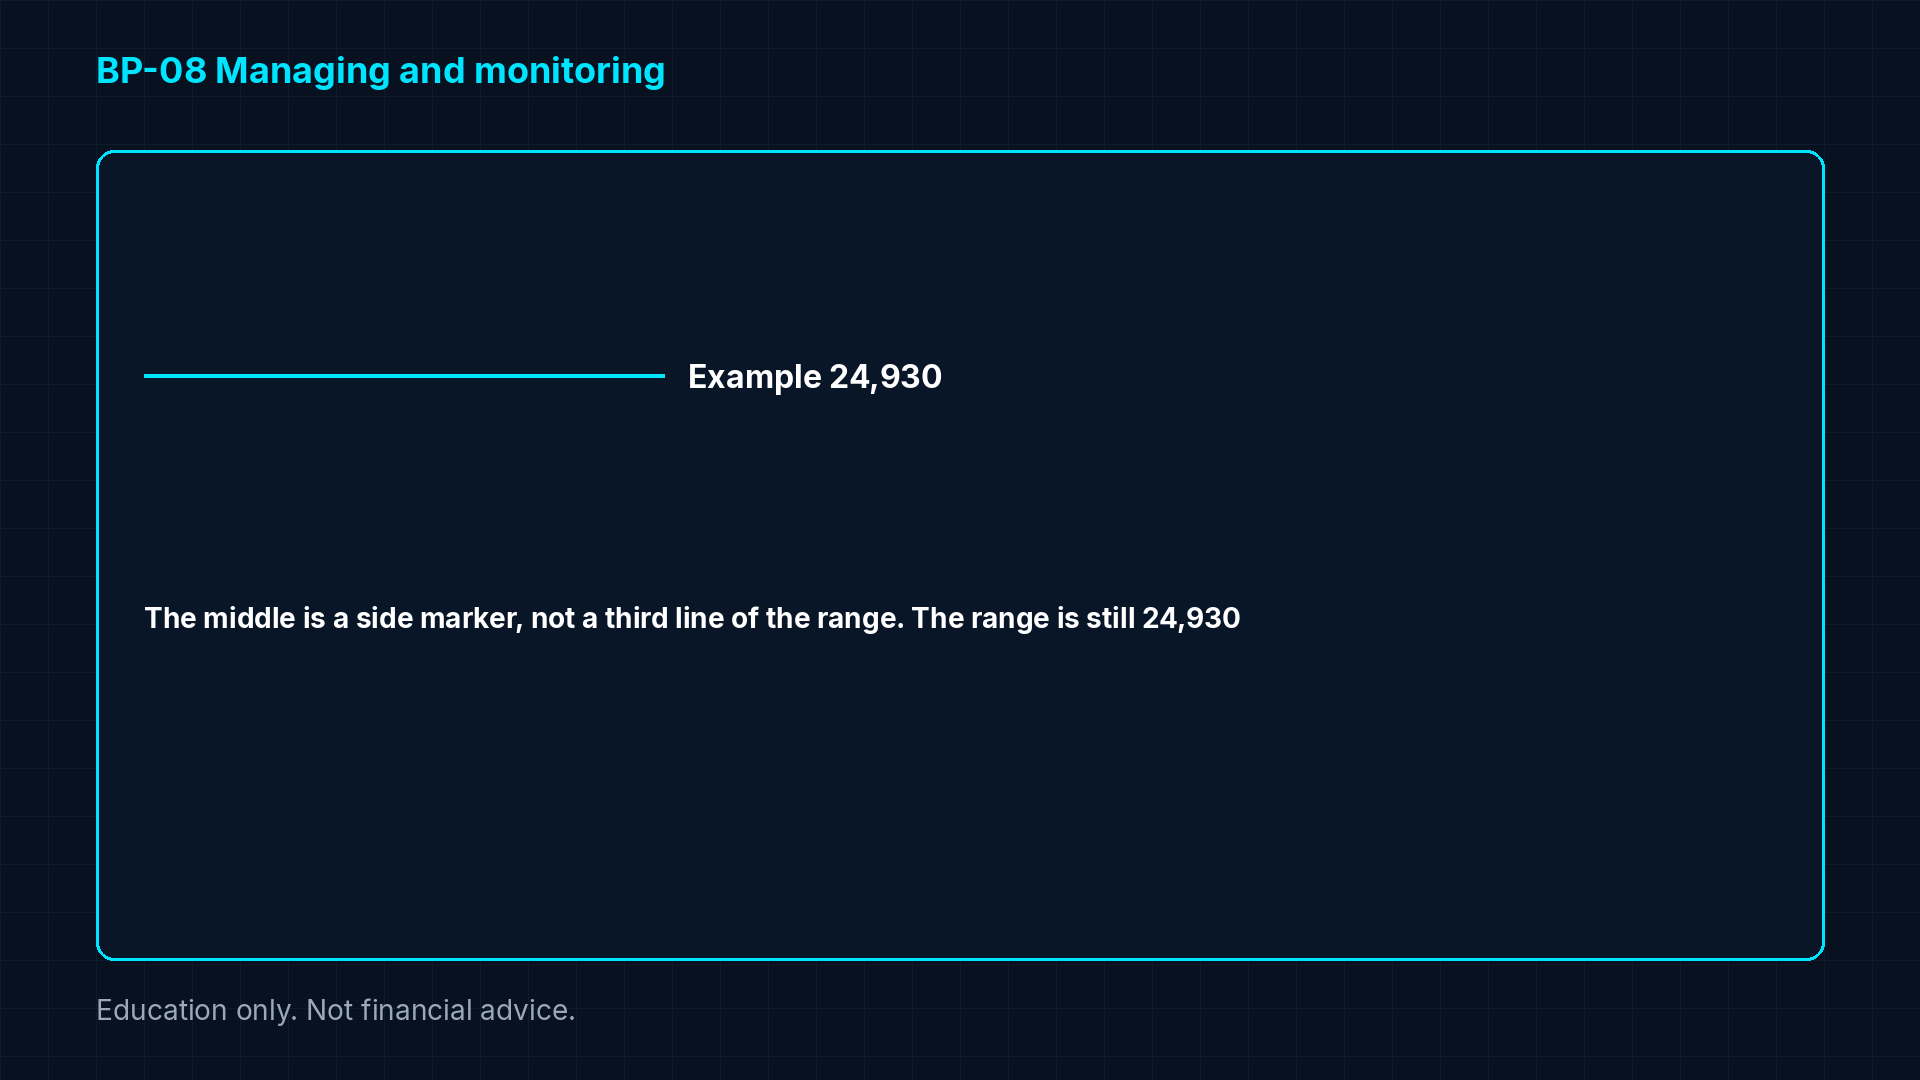 BP-08 Managing and monitoring
Example 24,930
The middle is a side marker, not a third line of the range. The range is still 24,930
Education only. Not financial advice.